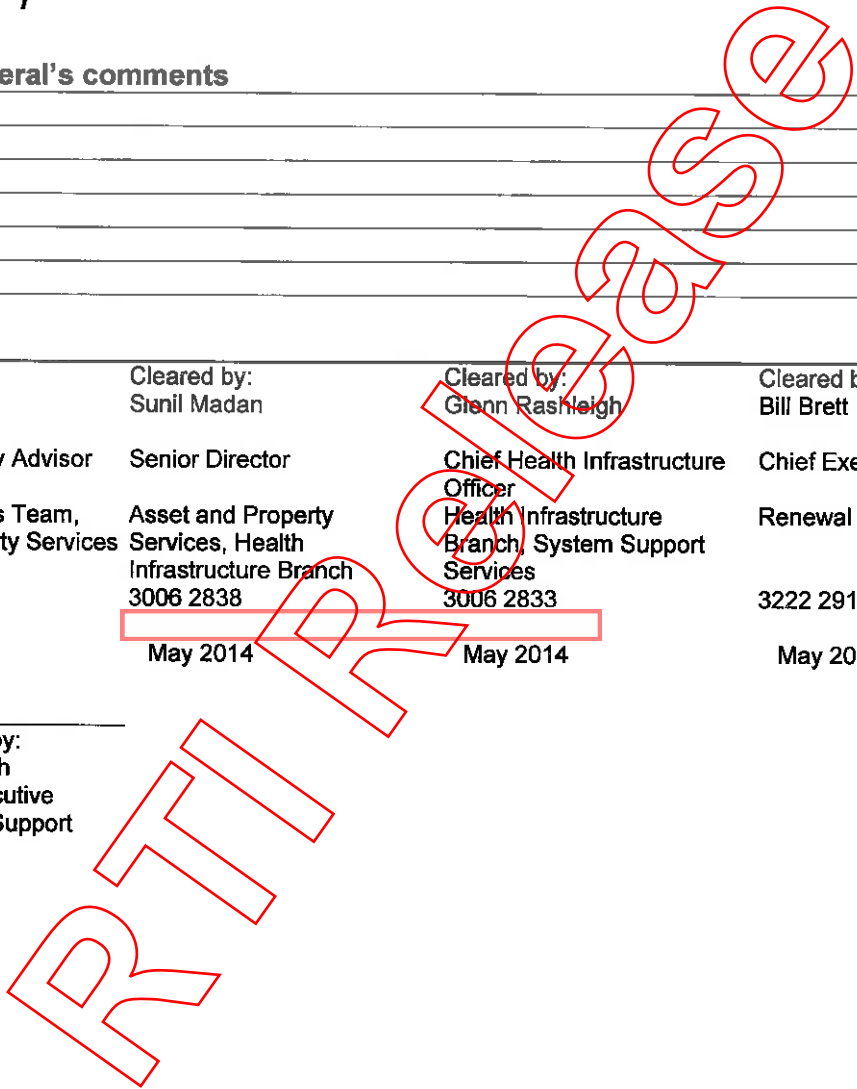 eral's comments
Cleared by:
Sunil Madan
Senior Director
Asset and Property
Services, Health
Infrastructure Branch
3006 2838
May 2014
Cleared by:
Glenn Rashleigh
Chief Health Infrastructure
Officer
Health Infrastructure
Branch, System Support
Services
3006 2833
May 2014
Cleared b
Bill Brett
Chief Exe
Renewal
3222 291
May 20
y Advisor
s Team,
ty Services
by:
h
cutive
Support
RTI Release